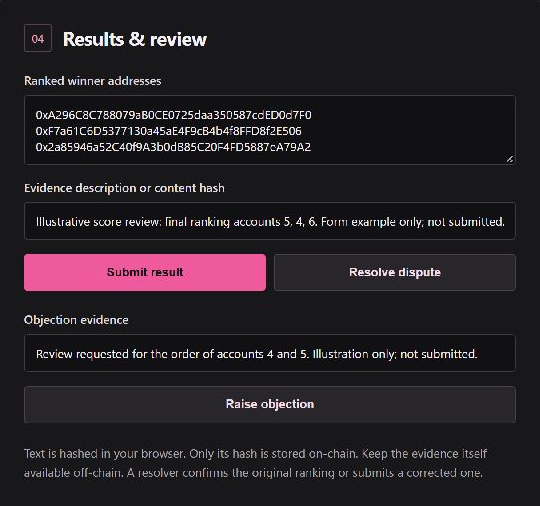 04
Results & review
Ranked winner addresses
0xA296C8C788079aB0CE0725daa350587cdED0d7F0
0xF7a61C6D5377130a45aE4F9cB4b4f8FFD8f2E506
0x2a85946a52C40f9A3b0dB85C20F4FD5887cA79A2
Evidence description or content hash
Illustrative score review: final ranking accounts 5, 4, 6. Form example only; not submitted.
Submit result
Resolve dispute
Objection evidence
Review requested for the order of accounts 4 and 5. Illustration only; not submitted.
Raise objection
Text is hashed in your browser. Only its hash is stored on-chain. Keep the evidence itself
available off-chain. A resolver confirms the original ranking or submits a corrected one.